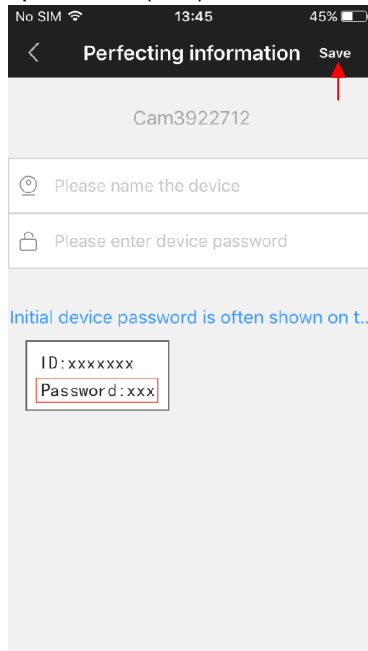 No SIM 13:45 45%
Perfecting information Save
Cam3922712
Please name the device
Please enter device password
Initial device password is often shown on t..
ID:xxxxxxx
Password:xxx